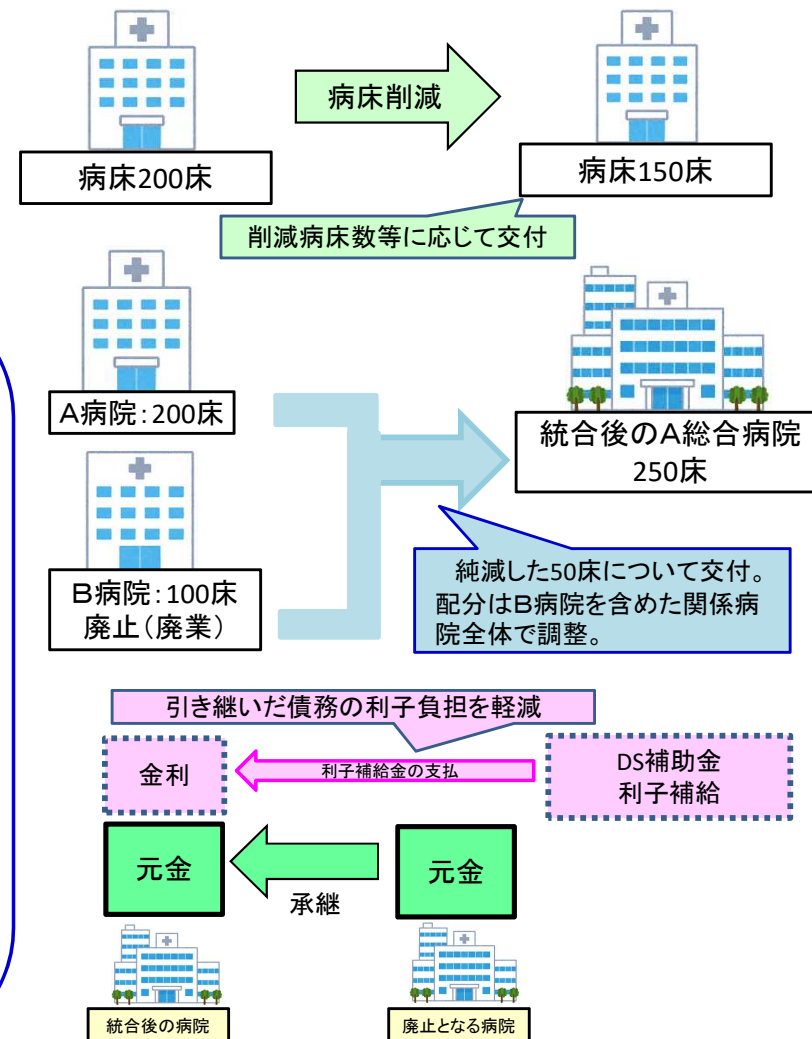 病床削減
病床200床
病床150床
削減病床数等に応じて交付
A病院:200床
統合後のA総合病院
250床
B病院:100床
廃止(廃業)
純減した50床について交付。
配分はB病院を含めた関係病
院全体で調整。
引き継いだ債務の利子負担を軽減
金利
利子補給金の支払
DS補助金
利子補給
元金
元金
承継
統合後の病院
廃止となる病院